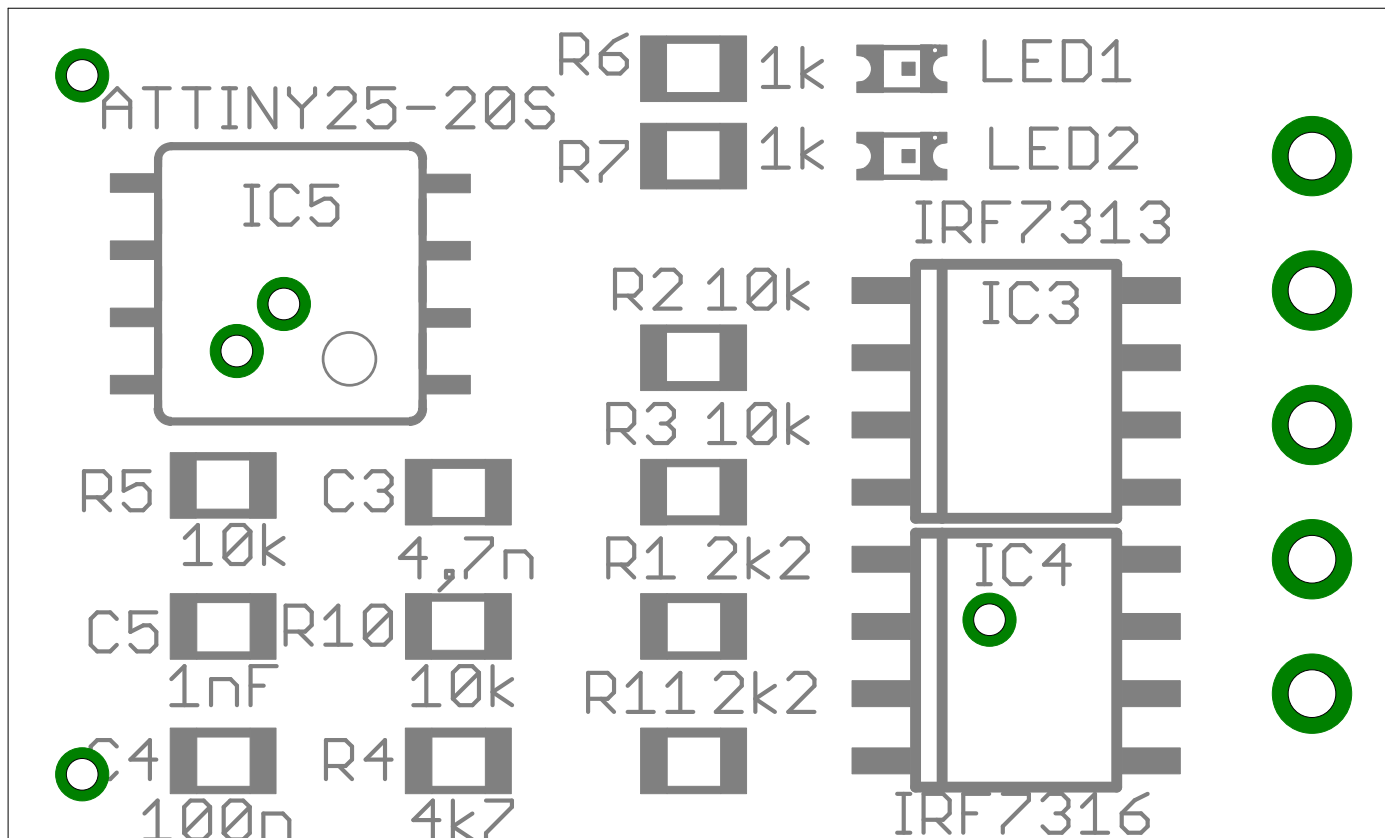 R6
1k
LED1
ATTINY25-20S
R7
1k
LED2
IC5
IRF7313
R2 10k
IC3
R3 10k
R5
10k
C3
4,7n
R1 2k2
IC4
C5
1nF
R10
10k
R11 2k2
C4
100n
R4
4k7
IRF7316